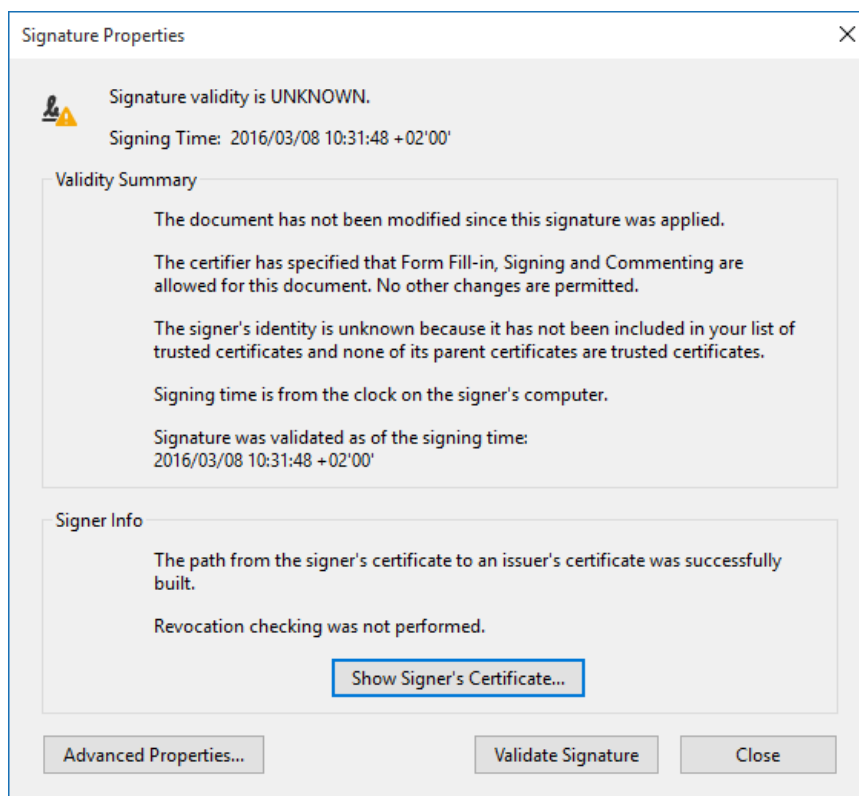 Signature Properties
Signature validity is UNKNOWN.
Signing Time: 2016/03/08 10:31:48 +02'00'
Validity Summary
The document has not been modified since this signature was applied.
The certifier has specified that Form Fill-in, Signing and Commenting are
allowed for this document. No other changes are permitted.
The signer's identity is unknown because it has not been included in your list of
trusted certificates and none of its parent certificates are trusted certificates.
Signing time is from the clock on the signer's computer.
Signature was validated as of the signing time:
2016/03/08 10:31:48 +02'00'
Signer Info
The path from the signer's certificate to an issuer's certificate was successfully
built.
Revocation checking was not performed.
Show Signer's Certificate...
Advanced Properties...
Validate Signature
Close